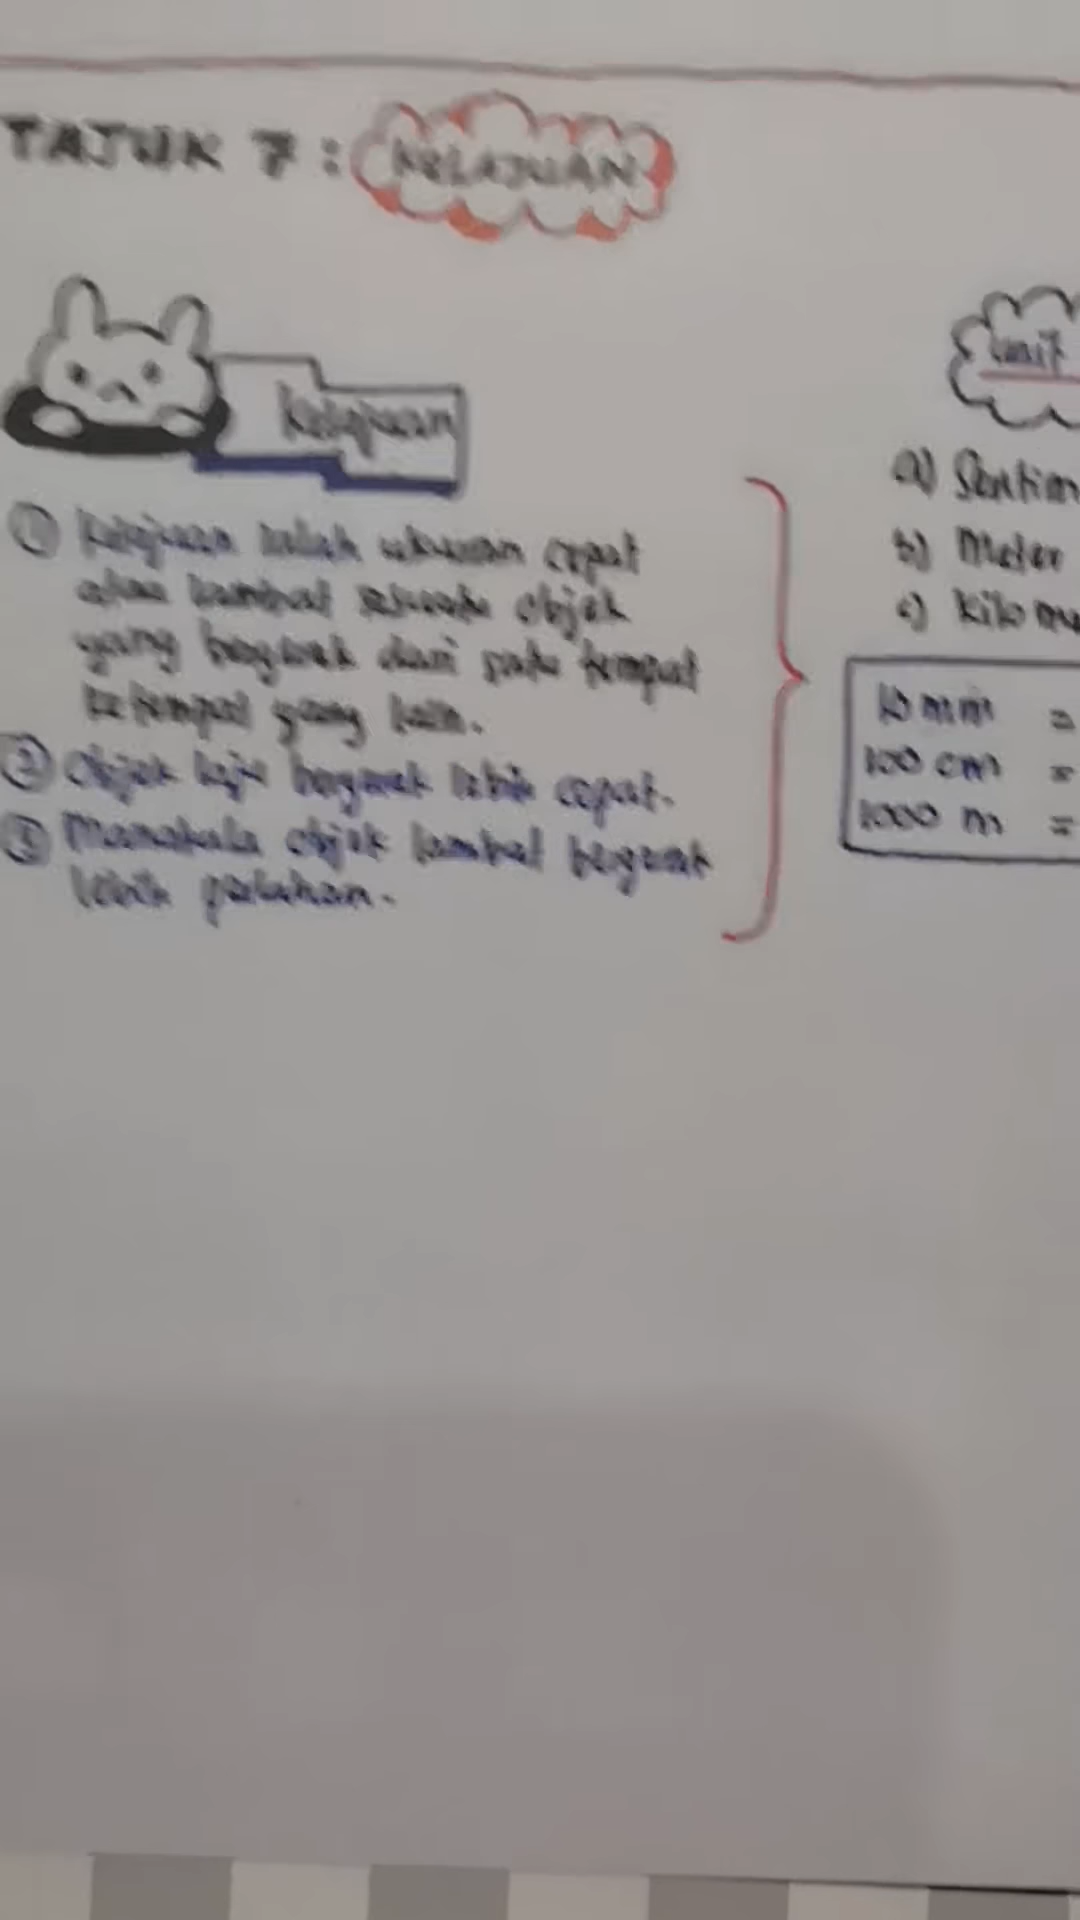 TAJUK 7 : KELAJUAN
Kelajuan
① Kelajuan ialah ukuran cepat
atau lambat sesuatu objek
yang bergerak dari satu tempat
ke tempat yang lain.
② Objek laju bergerak lebih cepat.
③ Manakala objek lambat bergerak
lebih perlahan.
Unit
a) Sentim
b) Meter
c) Kilome
10 mm =
100 cm =
1000 m =